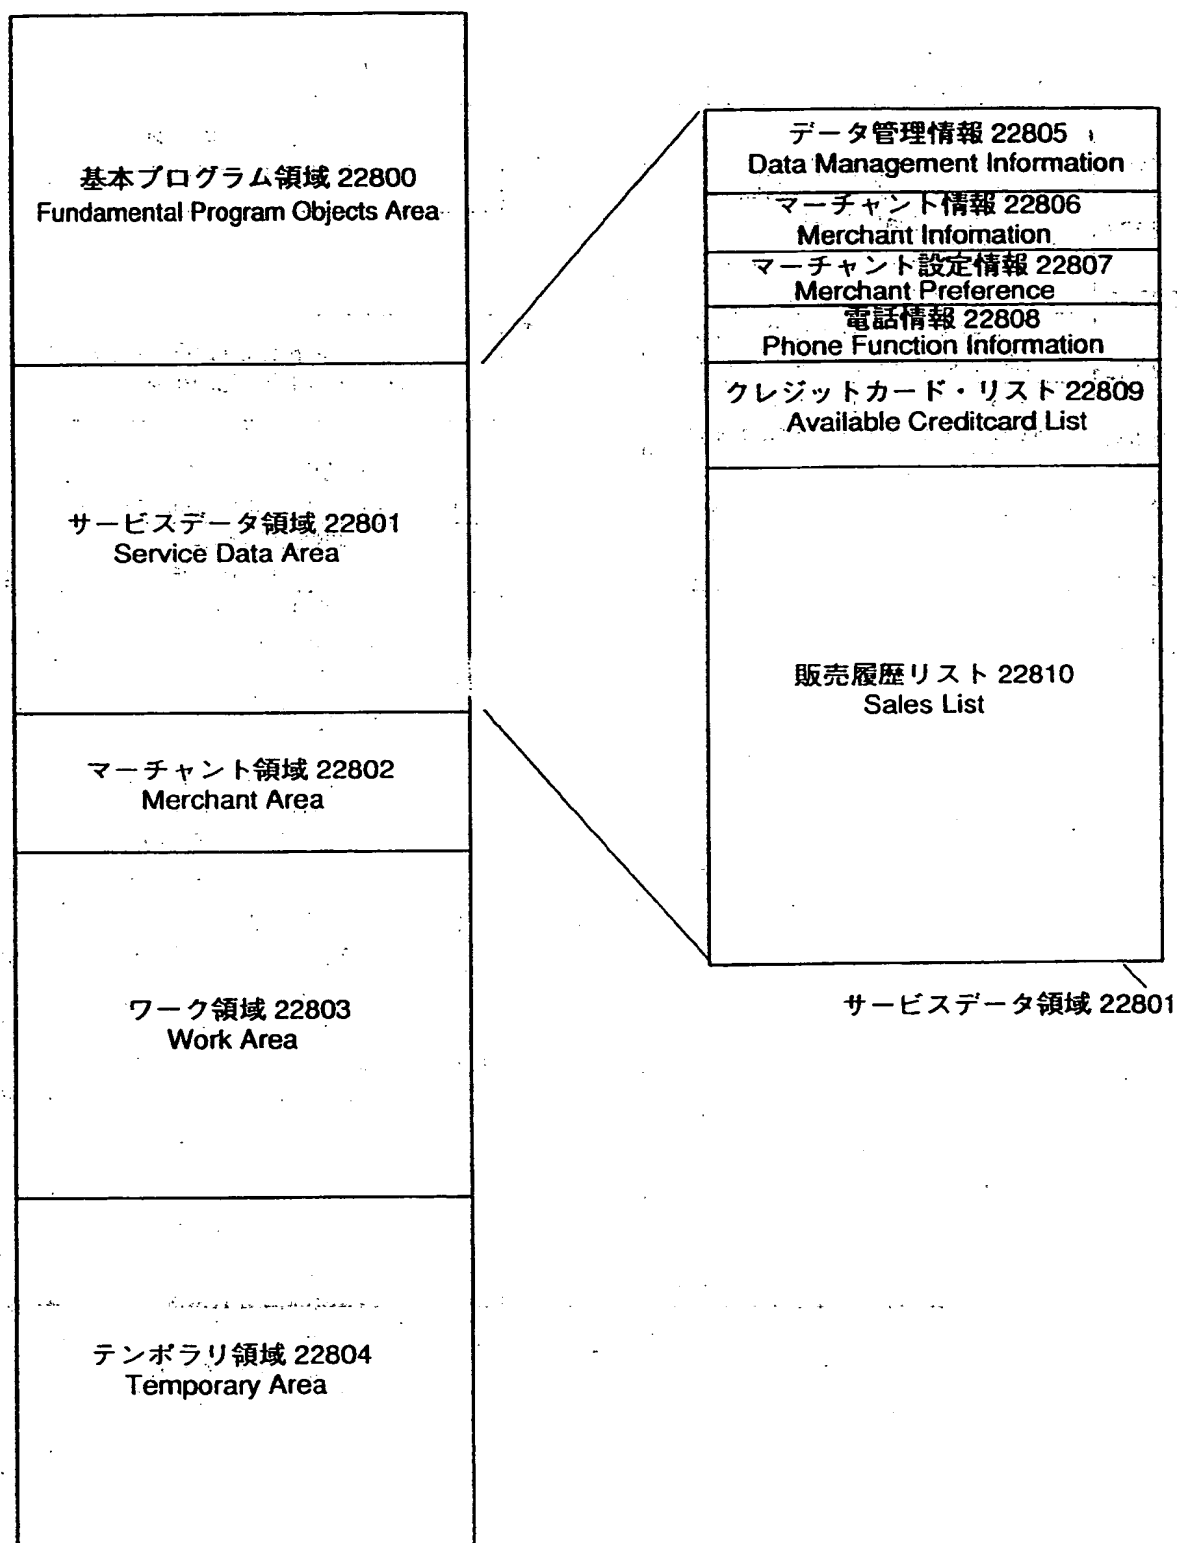 基本プログラム領域 22800
Fundamental Program Objects Area
サービスデータ領域 22801
Service Data Area
マーチャント領域 22802
Merchant Area
ワーク領域 22803
Work Area
テンポラリ領域 22804
Temporary Area
データ管理情報 22805
Data Management Information
マーチャント情報 22806
Merchant Infomation
マーチャント設定情報 22807
Merchant Preference
電話情報 22808
Phone Function Information
クレジットカード・リスト 22809
Available Creditcard List
販売履歴リスト 22810
Sales List
サービスデータ領域 22801